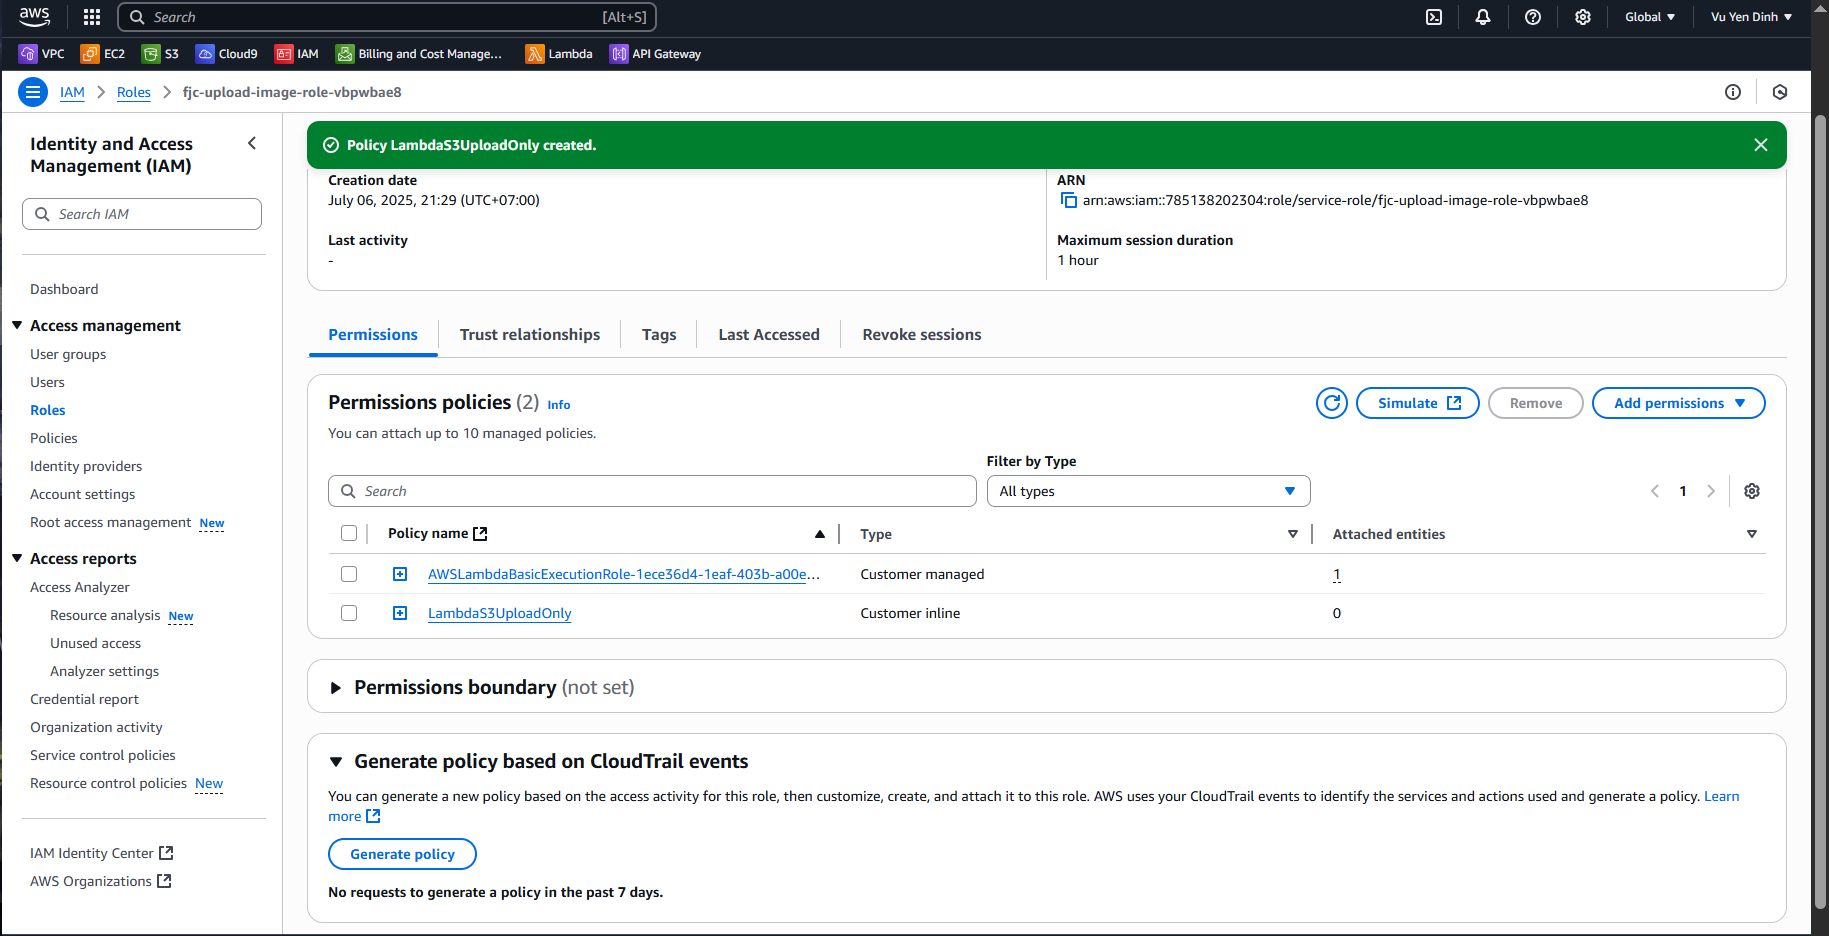 aws
Search [Alt+S]
Global Vu Yen Dinh
VPC EC2 S3 Cloud9 IAM Billing and Cost Manage... Lambda API Gateway
IAM Roles fjc-upload-image-role-vbpwbae8
Identity and Access
Management (IAM)
Search IAM
Dashboard
Access management
User groups
Users
Roles
Policies
Identity providers
Account settings
Root access management New
Access reports
Access Analyzer
Resource analysis New
Unused access
Analyzer settings
Credential report
Organization activity
Service control policies
Resource control policies New
IAM Identity Center
AWS Organizations
Policy LambdaS3UploadOnly created.
Creation date
July 06, 2025, 21:29 (UTC+07:00)
ARN
arn:aws:iam::785138202304:role/service-role/fjc-upload-image-role-vbpwbae8
Last activity
-
Maximum session duration
1 hour
Permissions Trust relationships Tags Last Accessed Revoke sessions
Permissions policies (2) Info
Simulate Remove Add permissions
You can attach up to 10 managed policies.
Filter by Type
Search All types 1
Policy name Type Attached entities
AWSLambdaBasicExecutionRole-1ece36d4-1eaf-403b-a00e... Customer managed 1
LambdaS3UploadOnly Customer inline 0
Permissions boundary (not set)
Generate policy based on CloudTrail events
You can generate a new policy based on the access activity for this role, then customize, create, and attach it to this role. AWS uses your CloudTrail events to identify the services and actions used and generate a policy. Learn
more
Generate policy
No requests to generate a policy in the past 7 days.